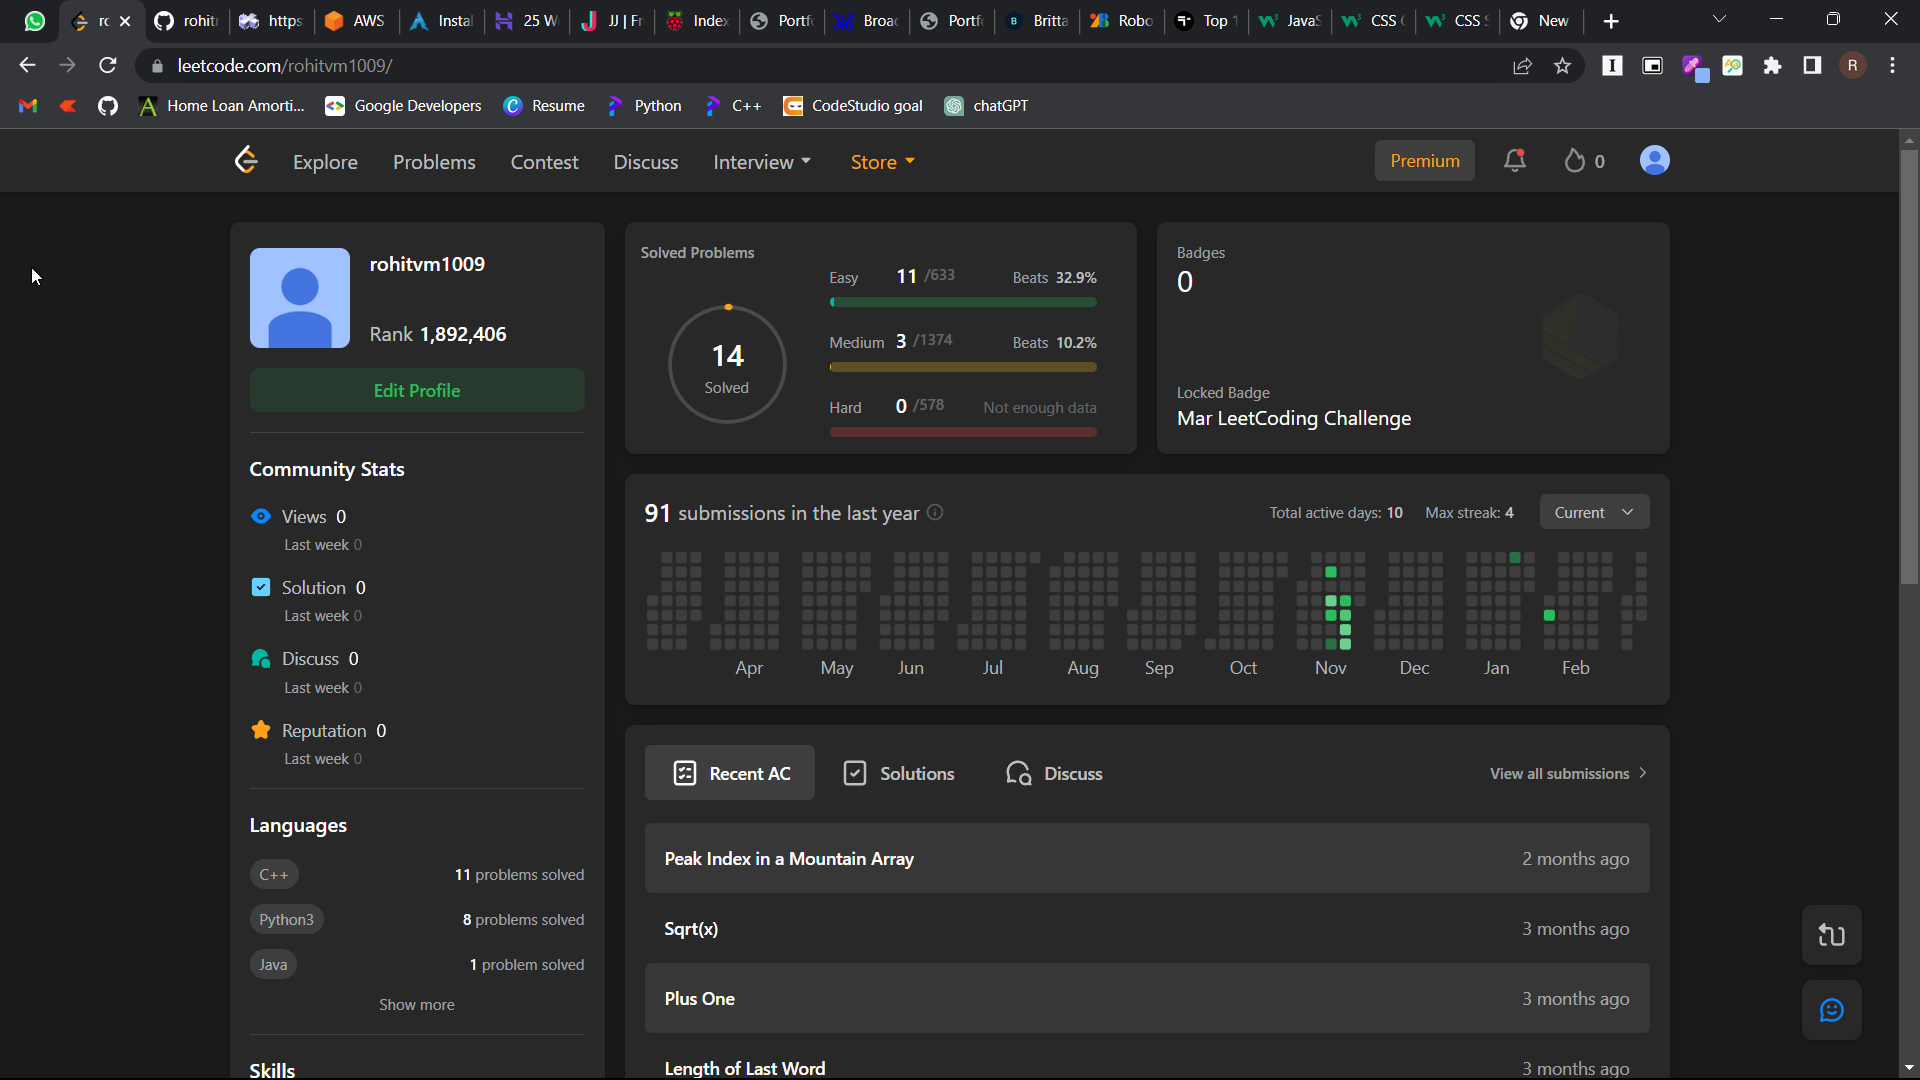 rohit
https
AWS
Instal
25 W
JJ | Fr
Index
Portfo
Broad
Portfo
Britta
Robo
Top 1
JavaS
CSS
CSS S
New
leetcode.com/rohitvm1009/
R
Home Loan Amorti...
Google Developers
Resume
Python
C++
CodeStudio goal
chatGPT
Explore
Problems
Contest
Discuss
Interview
Store
Premium
0
rohitvm1009
Rank 1,892,406
Edit Profile
Community Stats
Views 0
Last week 0
Solution 0
Last week 0
Discuss 0
Last week 0
Reputation 0
Last week 0
Languages
C++ 11 problems solved
Python3 8 problems solved
Java 1 problem solved
Show more
Skills
Solved Problems
14
Solved
Easy 11 /633 Beats 32.9%
Medium 3 /1374 Beats 10.2%
Hard 0 /578 Not enough data
Badges
0
Locked Badge
Mar LeetCoding Challenge
91 submissions in the last year
Total active days: 10 Max streak: 4 Current
Apr May Jun Jul Aug Sep Oct Nov Dec Jan Feb
Recent AC
Solutions
Discuss
View all submissions
Peak Index in a Mountain Array 2 months ago
Sqrt(x) 3 months ago
Plus One 3 months ago
Length of Last Word 3 months ago